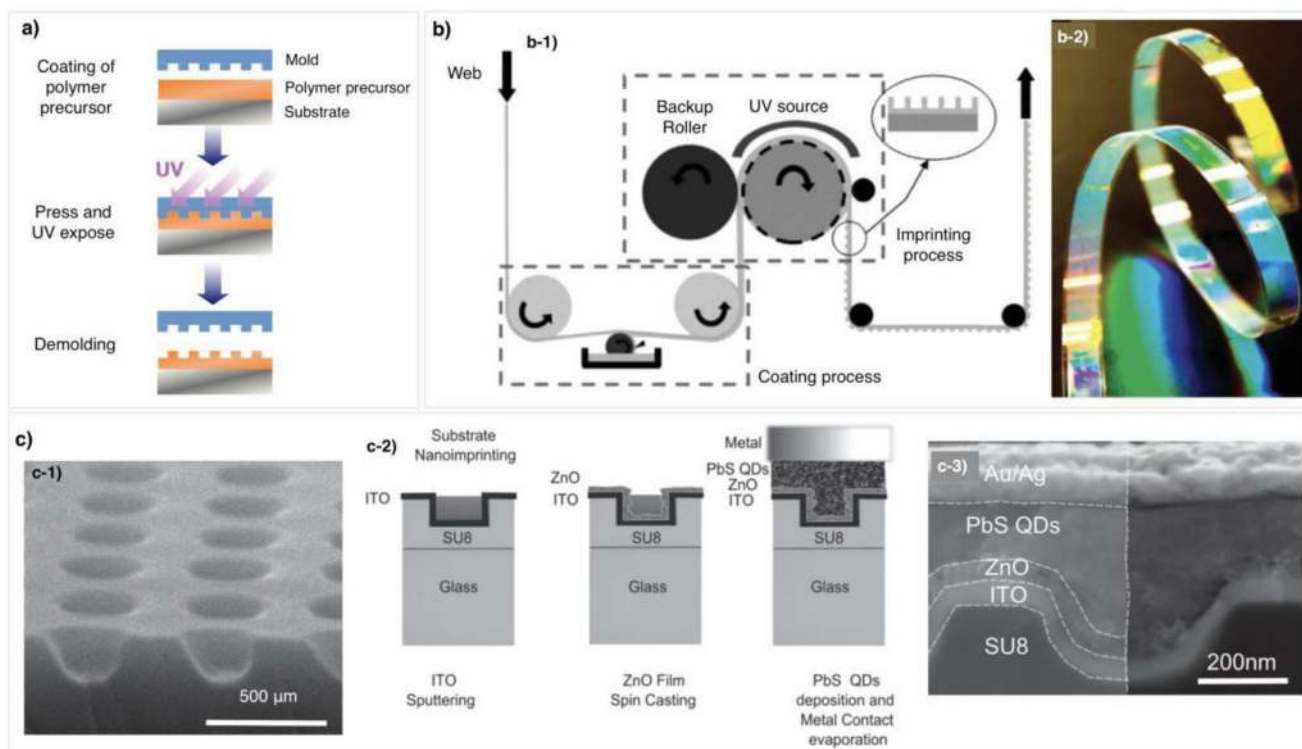 a)
Coating of
polymer
precursor
Mold
Polymer precursor
Substrate
UV
Press and
UV expose
Demolding
b)
b-1)
Web
Backup
Roller
UV source
Imprinting
process
Coating process
b-2)
c)
c-1)
500 µm
c-2)
Substrate
Nanoimprinting
ITO
SU8
Glass
ITO
Sputtering
ZnO
ITO
SU8
Glass
ZnO Film
Spin Casting
Metal
PbS QDs
ZnO
ITO
SU8
Glass
PbS QDs
deposition and
Metal Contact
evaporation
c-3)
Au/Ag
PbS QDs
ZnO
ITO
SU8
200nm